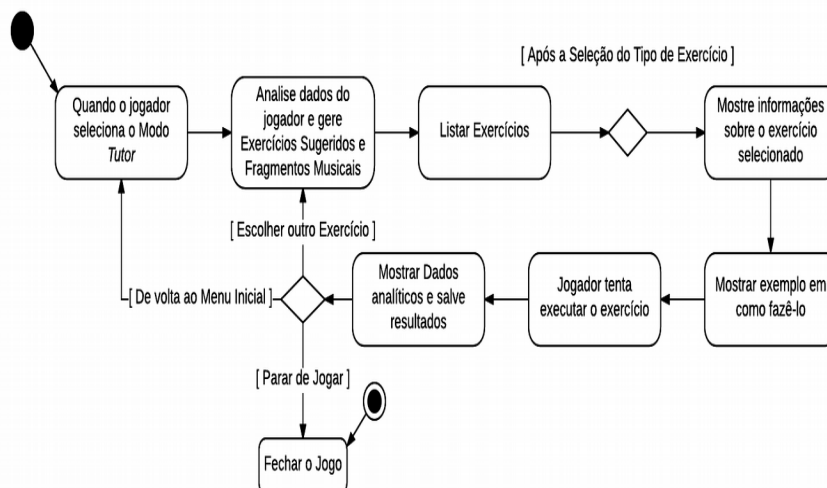 [ Após a Seleção do Tipo de Exercício ]
Quando o jogador
seleciona o Modo
Tutor
Analise dados do
jogador e gere
Exercícios Sugeridos e
Fragmentos Musicais
Listar Exercícios
Mostre informações
sobre o exercício
selecionado
[ Escolher outro Exercício ]
[ De volta ao Menu Inicial ]
Mostrar Dados
analíticos e salve
resultados
Jogador tenta
executar o exercício
Mostrar exemplo em
como fazê-lo
[ Parar de Jogar ]
Fechar o Jogo